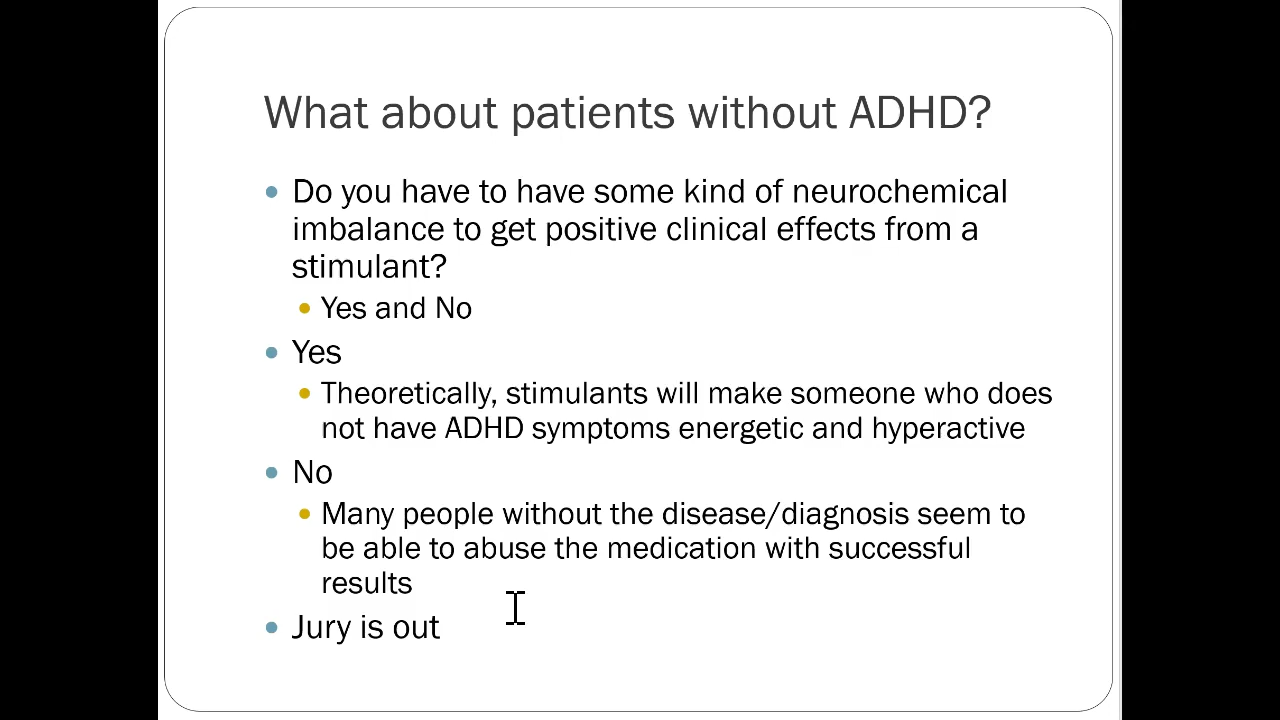 What about patients without ADHD?
Do you have to have some kind of neurochemical
imbalance to get positive clinical effects from a
stimulant?
Yes and No
Yes
Theoretically, stimulants will make someone who does
not have ADHD symptoms energetic and hyperactive
No
Many people without the disease/diagnosis seem to
be able to abuse the medication with successful
results
Jury is out